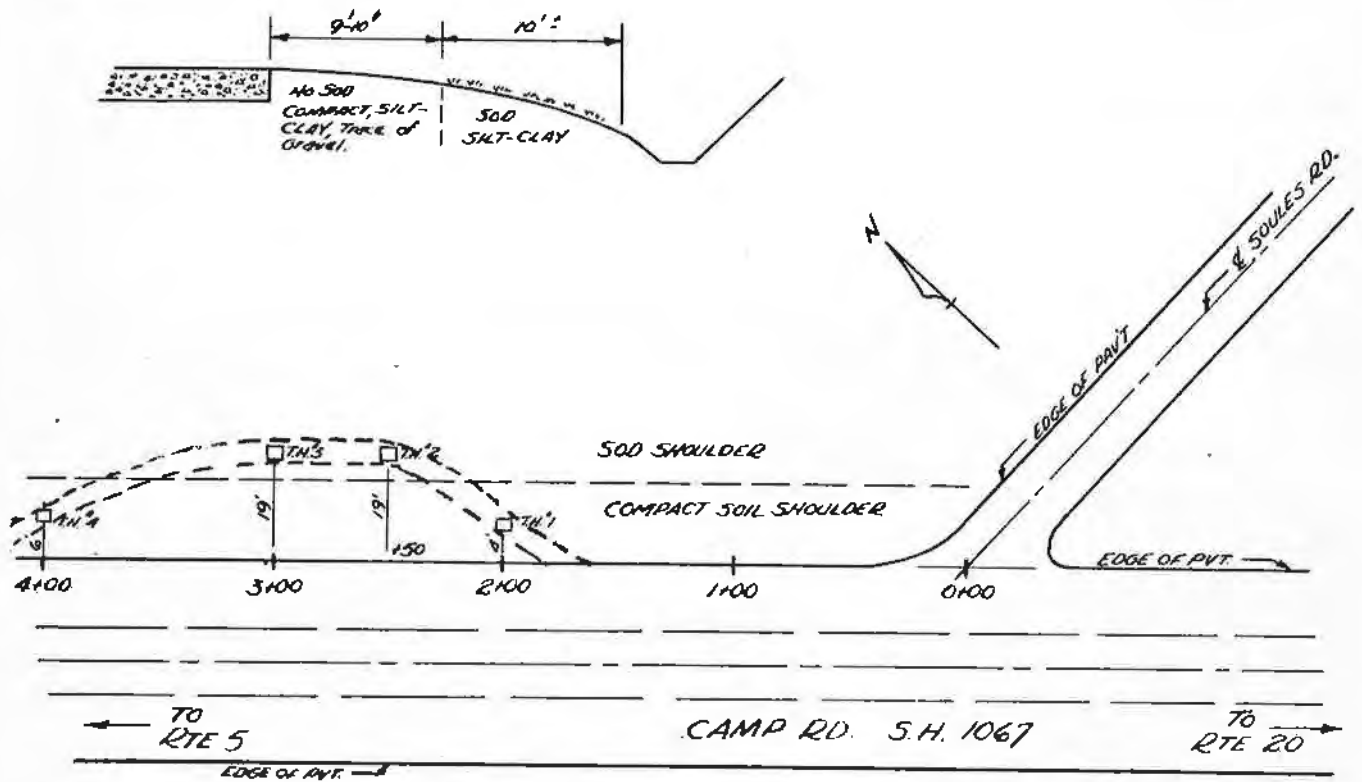 9'-10"
10'±
NO SOD
COMPACT, SILT-
CLAY, TRACE of
Gravel.
SOD
SILT-CLAY
N
℄ SOULES RD.
EDGE OF PAV'T
SOD SHOULDER
COMPACT SOIL SHOULDER
T.H.#3
T.H.#2
T.H.#4
T.H.#1
6'
19'
19'
4'
+50
4+00
3+00
2+00
1+00
0+00
EDGE OF PVT.
TO
RTE 5
CAMP RD. S.H. 1067
TO
RTE 20
EDGE OF PVT.